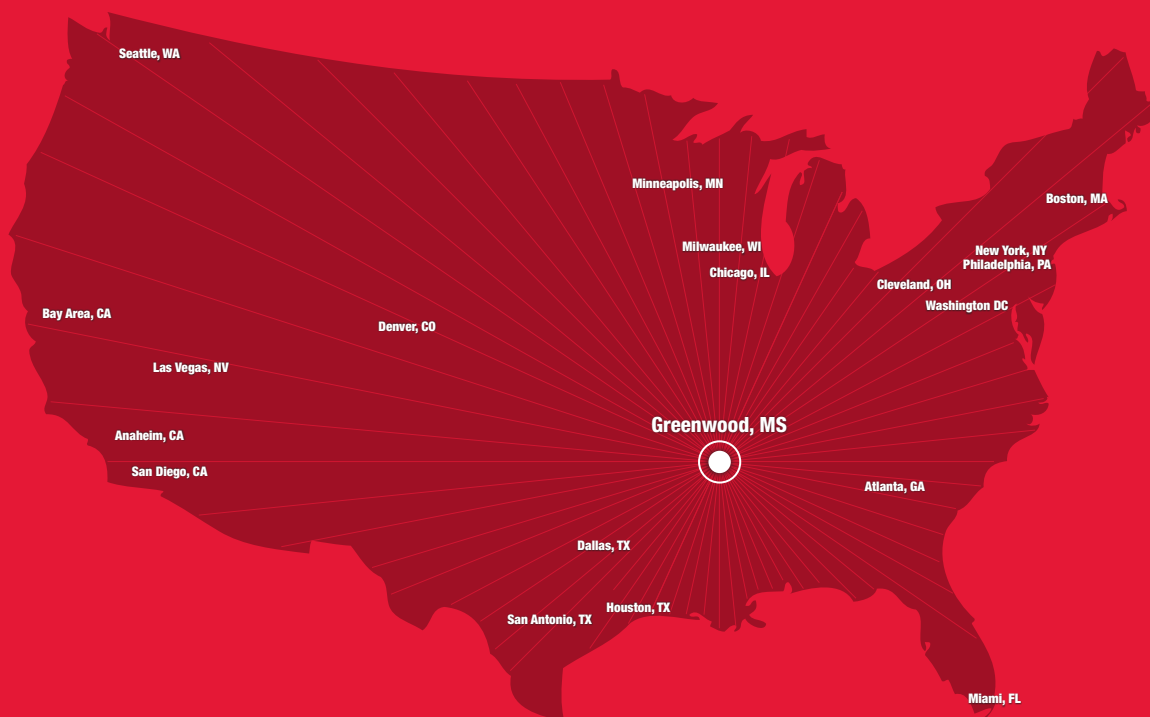 Seattle, WA
Minneapolis, MN
Boston, MA
Milwaukee, WI
New York, NY
Philadelphia, PA
Chicago, IL
Cleveland, OH
Washington DC
Bay Area, CA
Denver, CO
Las Vegas, NV
Greenwood, MS
Anaheim, CA
San Diego, CA
Atlanta, GA
Dallas, TX
Houston, TX
San Antonio, TX
Miami, FL